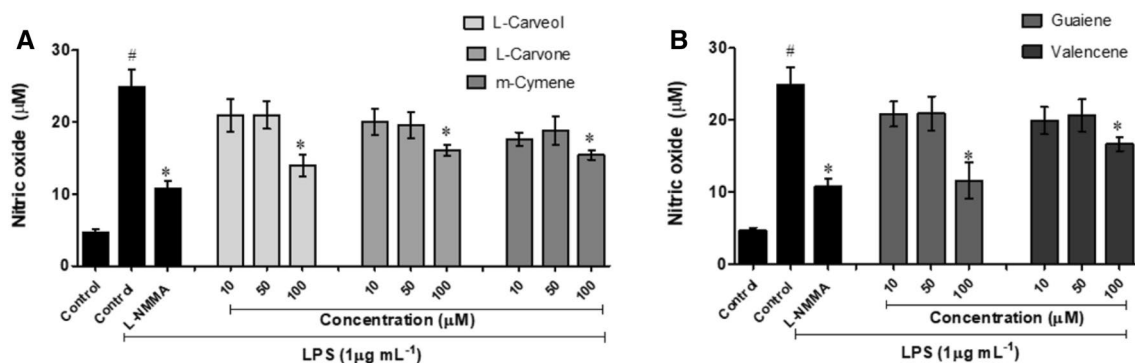 A
L-Carveol
L-Carvone
m-Cymene
Nitric oxide (µM)
30
20
10
0
#
*
*
*
*
Control
Control
L-NMMA
10
50
100
10
50
100
10
50
100
Concentration (µM)
LPS (1µg mL⁻¹)
B
Guaiene
Valencene
Nitric oxide (µM)
30
20
10
0
#
*
*
*
Control
Control
L-NMMA
10
50
100
10
50
100
Concentration (µM)
LPS (1µg mL⁻¹)